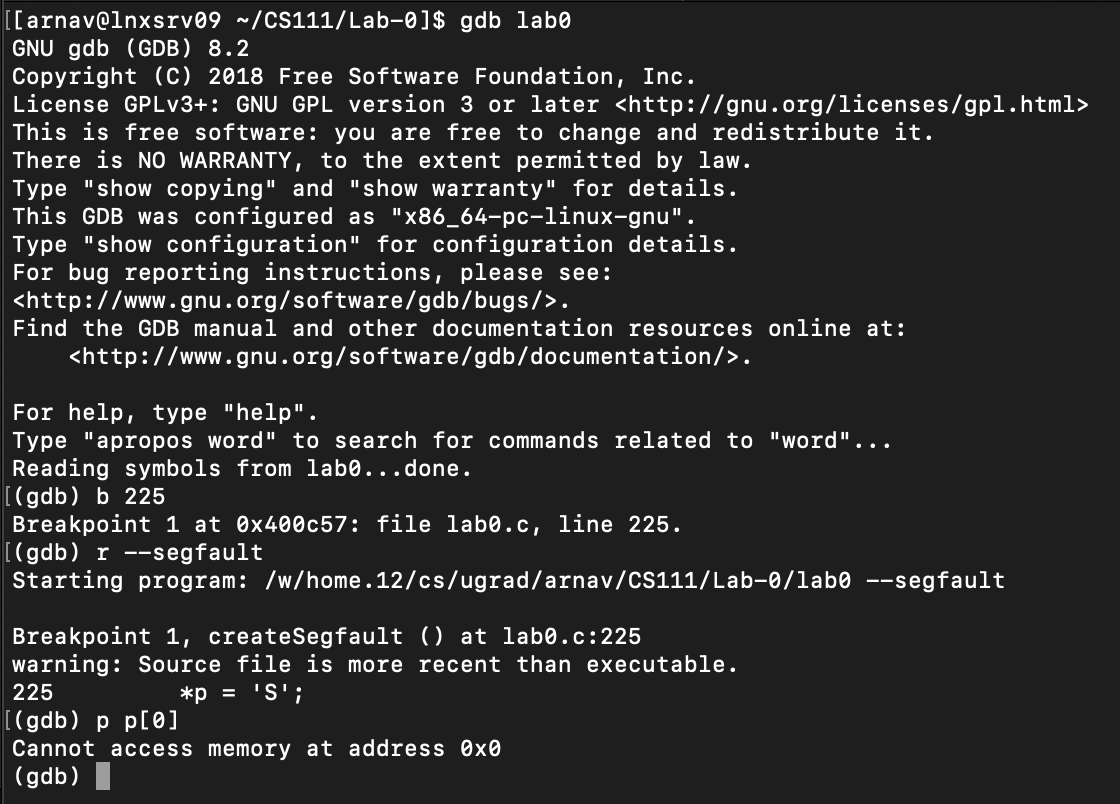 [[arnav@lnxsrv09 ~/CS111/Lab-0]$ gdb lab0
GNU gdb (GDB) 8.2
Copyright (C) 2018 Free Software Foundation, Inc.
License GPLv3+: GNU GPL version 3 or later <http://gnu.org/licenses/gpl.html>
This is free software: you are free to change and redistribute it.
There is NO WARRANTY, to the extent permitted by law.
Type "show copying" and "show warranty" for details.
This GDB was configured as "x86_64-pc-linux-gnu".
Type "show configuration" for configuration details.
For bug reporting instructions, please see:
<http://www.gnu.org/software/gdb/bugs/>.
Find the GDB manual and other documentation resources online at:
    <http://www.gnu.org/software/gdb/documentation/>.

For help, type "help".
Type "apropos word" to search for commands related to "word"...
Reading symbols from lab0...done.
[(gdb) b 225
Breakpoint 1 at 0x400c57: file lab0.c, line 225.
[(gdb) r --segfault
Starting program: /w/home.12/cs/ugrad/arnav/CS111/Lab-0/lab0 --segfault

Breakpoint 1, createSegfault () at lab0.c:225
warning: Source file is more recent than executable.
225         *p = 'S';
[(gdb) p p[0]
Cannot access memory at address 0x0
(gdb)